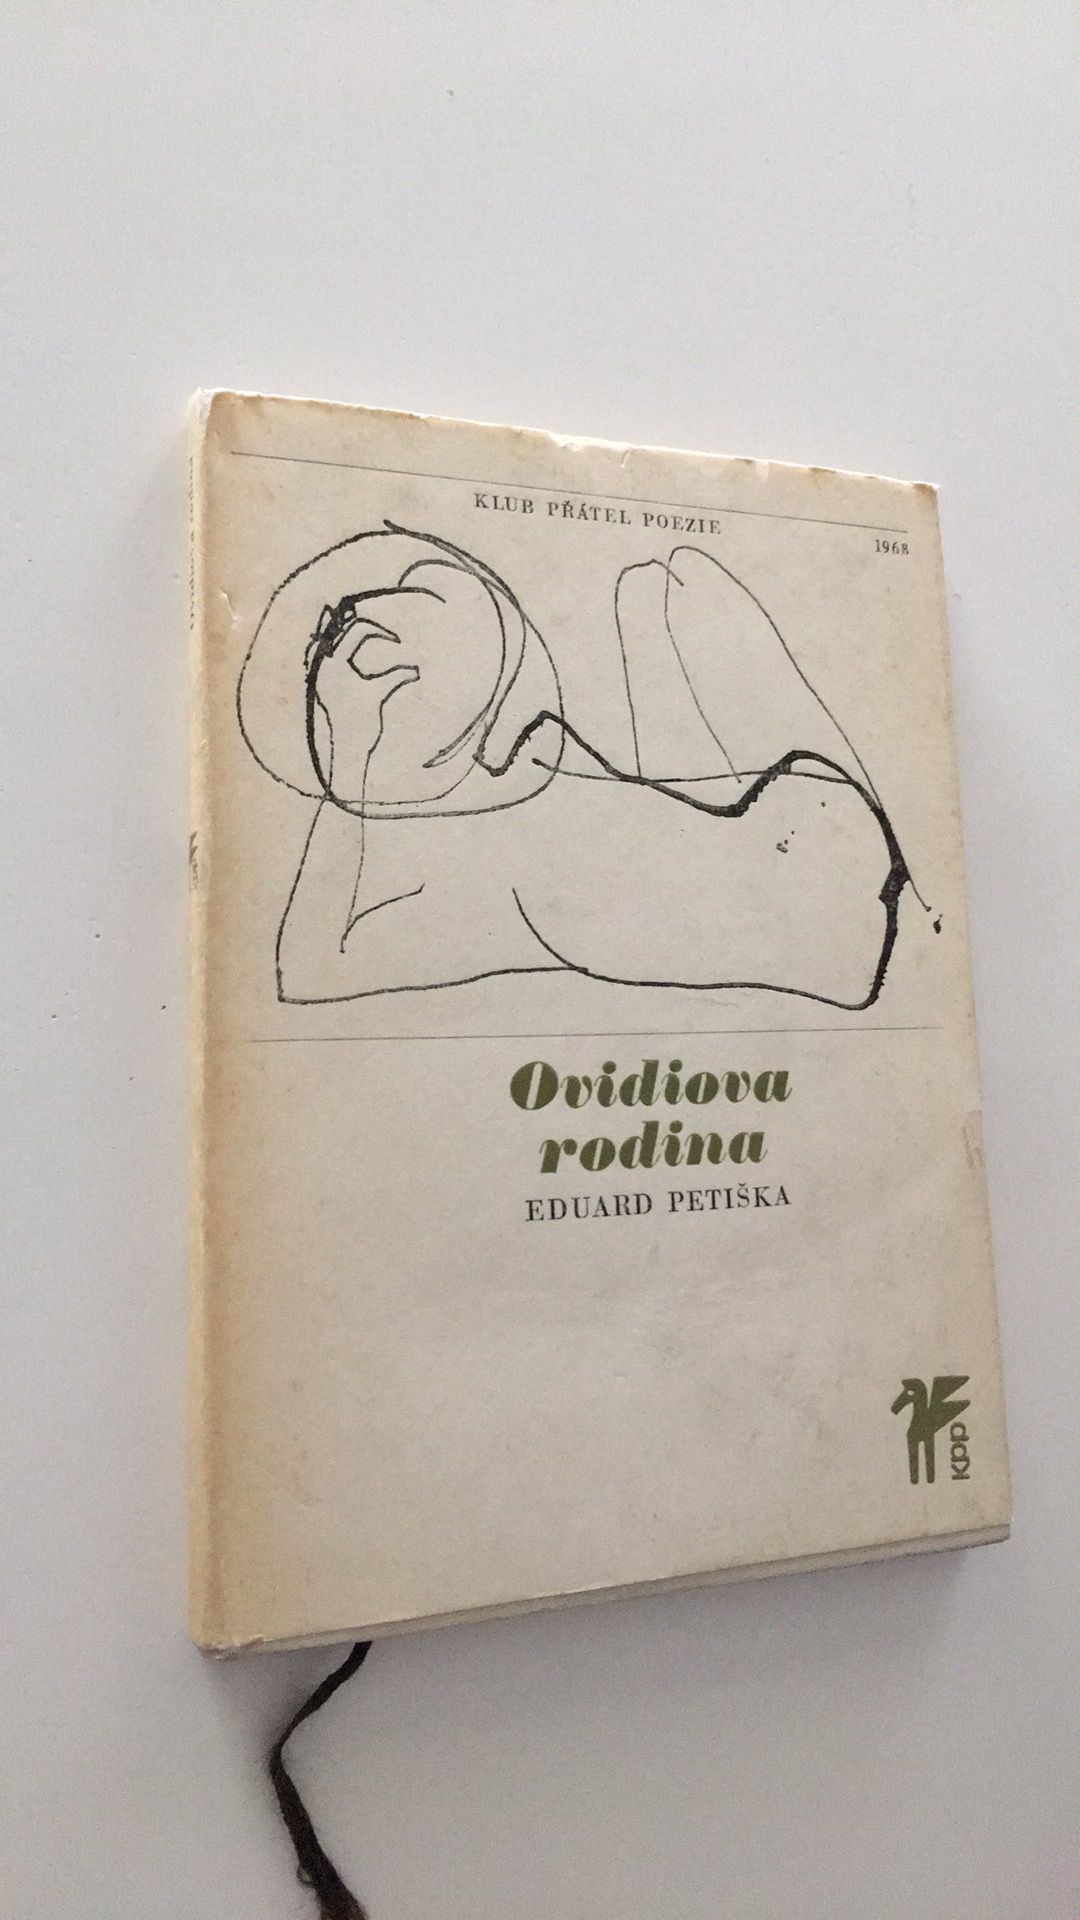 KLUB PŘÁTEL POEZIE
1968
Ovidiova
rodina
EDUARD PETIŠKA
kpp